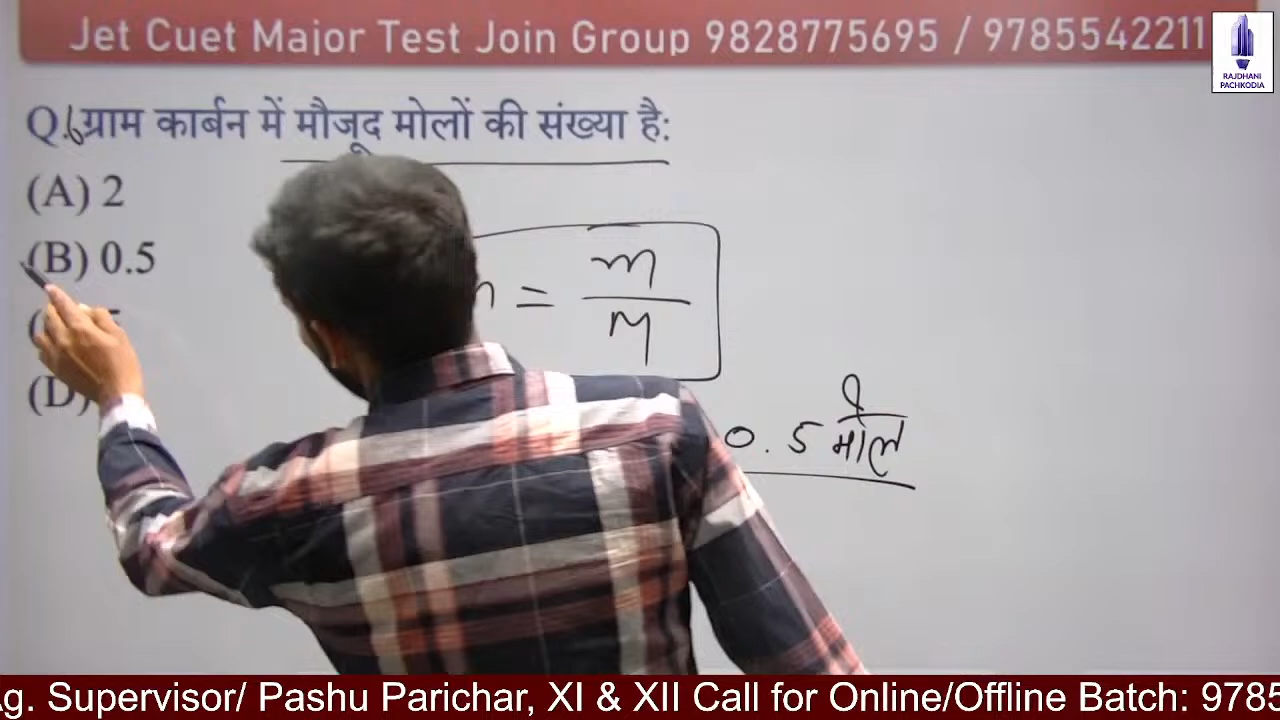 Jet Cuet Major Test Join Group 9828775695 / 9785542211
RAJDHANI
PACHKODIA
Q.6ग्राम कार्बन में मौजूद मोलों की संख्या है:
(A) 2
(B) 0.5
n = m
M
0.5 मोल
(D)
Ag. Supervisor/ Pashu Parichar, XI & XII Call for Online/Offline Batch: 9785